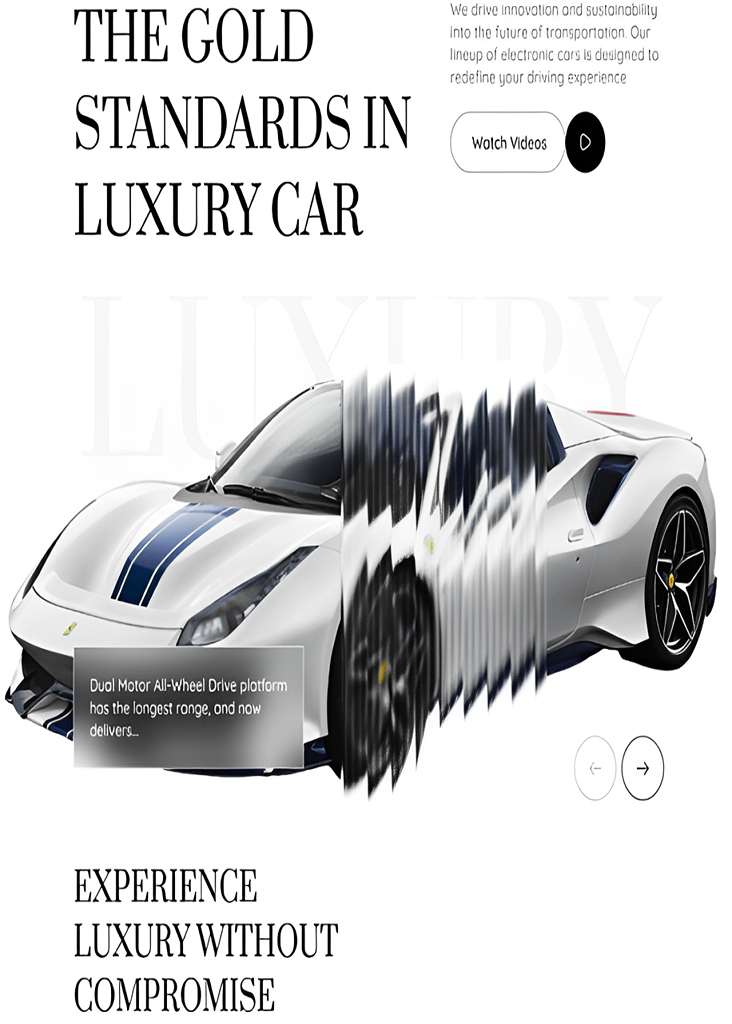 THE GOLD
STANDARDS IN
LUXURY CAR
We drive innovation and sustainability
into the future of transportation. Our
lineup of electronic cars is designed to
redefine your driving experience
Watch Videos
LUXURY
Dual Motor All-Wheel Drive platform
has the longest range, and now
delivers...
EXPERIENCE
LUXURY WITHOUT
COMPROMISE